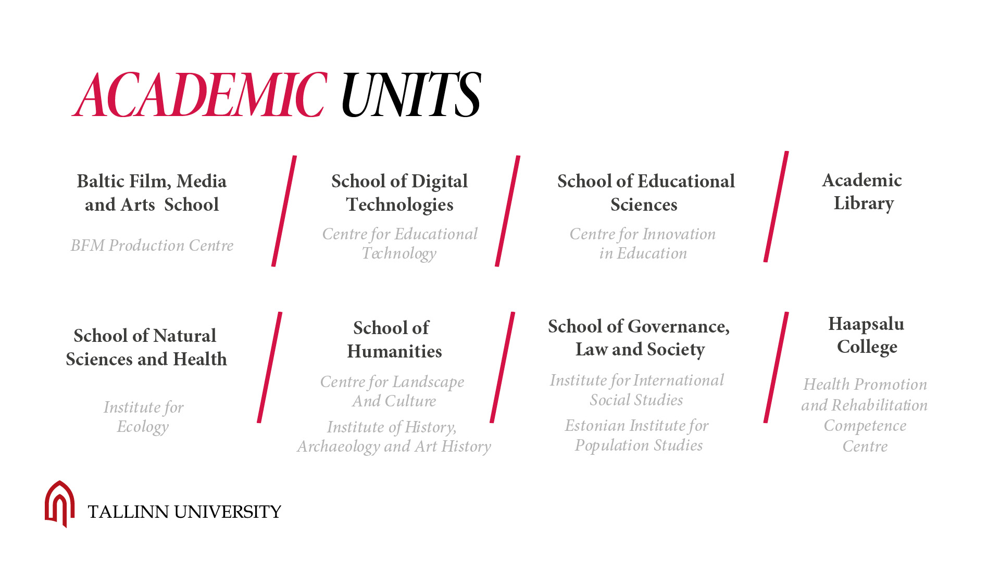 ACADEMIC UNITS
Baltic Film, Media
and Arts School
BFM Production Centre
School of Digital
Technologies
Centre for Educational
Technology
School of Educational
Sciences
Centre for Innovation
in Education
Academic
Library
School of Natural
Sciences and Health
Institute for
Ecology
School of
Humanities
Centre for Landscape
And Culture
Institute of History,
Archaeology and Art History
School of Governance,
Law and Society
Institute for International
Social Studies
Estonian Institute for
Population Studies
Haapsalu
College
Health Promotion
and Rehabilitation
Competence
Centre
TALLINN UNIVERSITY